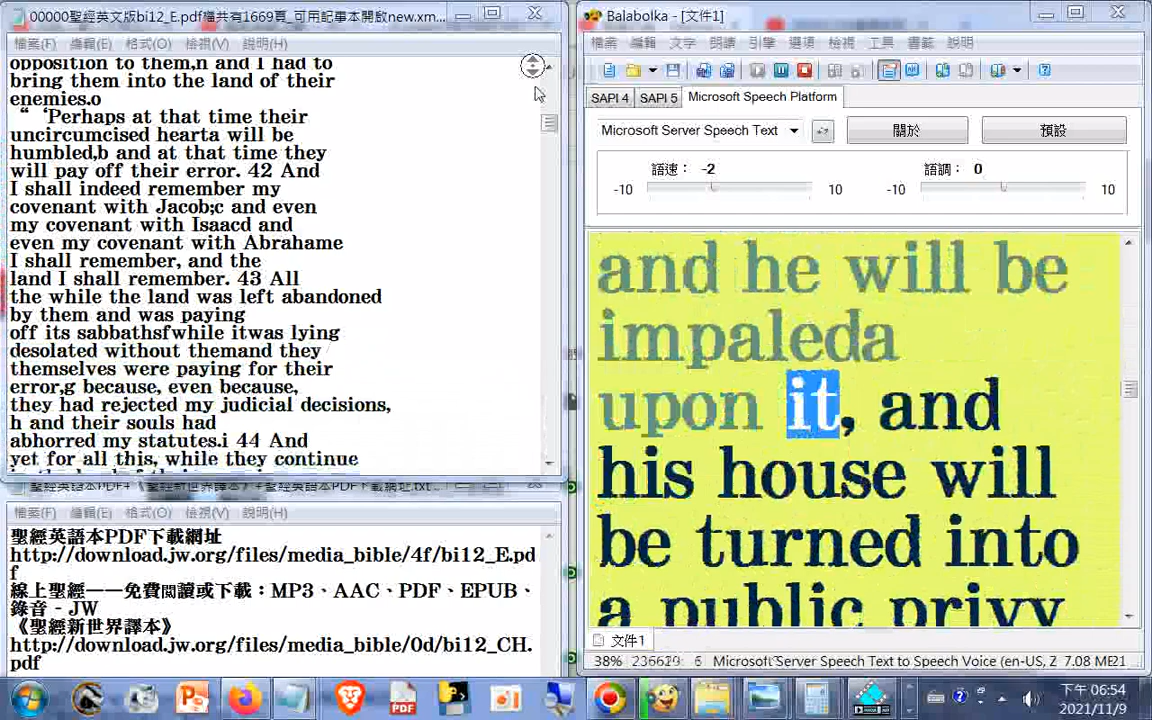 00000聖經英文版bi12_E.pdf檔共有1669頁_可用記事本開啟new.xm...
檔案(F) 編輯(E) 格式(O) 檢視(V) 說明(H)
opposition to them,n and I had to
bring them into the land of their
enemies.o
“ ‘Perhaps at that time their
uncircumcised hearta will be
humbled,b and at that time they
will pay off their error. 42 And
I shall indeed remember my
covenant with Jacob;c and even
my covenant with Isaacd and
even my covenant with Abrahame
I shall remember, and the
land I shall remember. 43 All
the while the land was left abandoned
by them and was paying
off its sabbathsfwhile itwas lying
desolated without themand they
themselves were paying for their
error,g because, even because,
they had rejected my judicial decisions,
h and their souls had
abhorred my statutes.i 44 And
yet for all this, while they continue
檔案(F) 編輯(E) 格式(O) 檢視(V) 說明(H)
聖經英語本PDF下載網址
http://download.jw.org/files/media_bible/4f/bi12_E.pd
f
線上聖經——免費閱讀或下載：MP3、AAC、PDF、EPUB、
錄音 - JW
《聖經新世界譯本》
http://download.jw.org/files/media_bible/0d/bi12_CH.
pdf
Balabolka - [文件1]
檔案 編輯 文字 朗讀 引擎 選項 檢視 工具 書籤 說明
SAPI 4 SAPI 5 Microsoft Speech Platform
Microsoft Server Speech Text 關於 預設
語速： -2 語調： 0
-10 10 -10 10
and he will be
impaleda
upon it, and
his house will
be turned into
a public privy
文件1
38% 6 Microsoft Server Speech Text to Speech Voice (en-US, Z 7.08 ME21
PDF
下午 06:54
2021/11/9